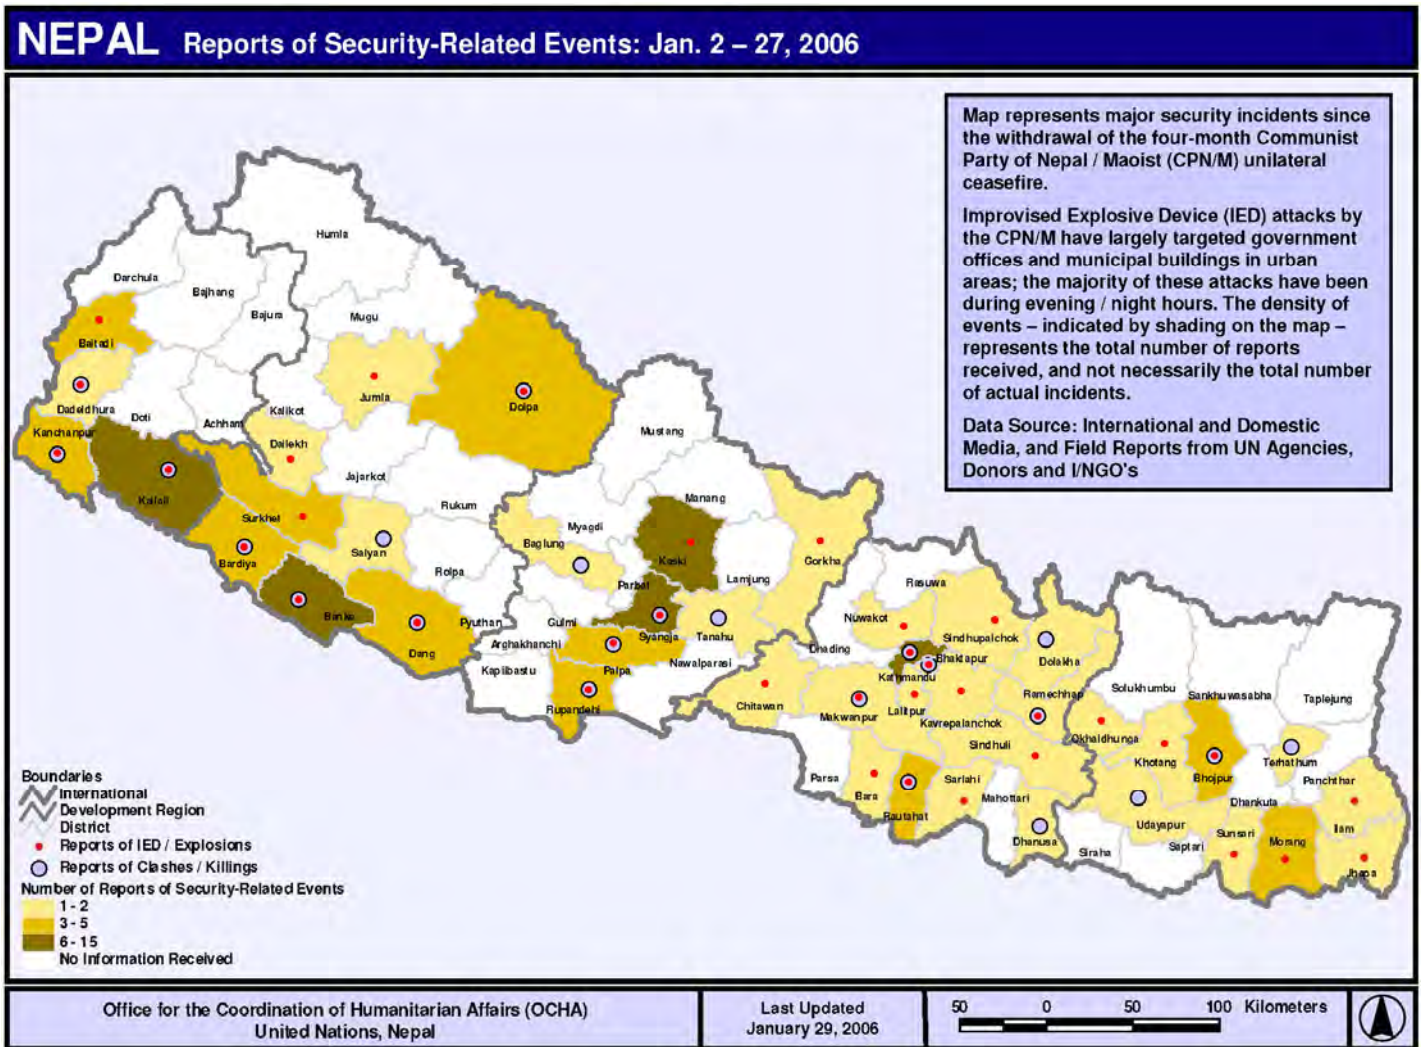 NEPAL Reports of Security-Related Events: Jan. 2 – 27, 2006
Map represents major security incidents since
the withdrawal of the four-month Communist
Party of Nepal / Maoist (CPN/M) unilateral
ceasefire.
Improvised Explosive Device (IED) attacks by
the CPN/M have largely targeted government
offices and municipal buildings in urban
areas; the majority of these attacks have been
during evening / night hours. The density of
events – indicated by shading on the map –
represents the total number of reports
received, and not necessarily the total number
of actual incidents.
Data Source: International and Domestic
Media, and Field Reports from UN Agencies,
Donors and I/NGO's
Humla
Darchula
Bajhang
Bajura
Mugu
Baitadi
Jumla
Dolpa
Dadeldhura
Doti
Achham
Kalikot
Kanchanpur
Dailekh
Mustang
Jajarkot
Kailali
Manang
Rukum
Surkhet
Myagdi
Baglung
Salyan
Bardiya
Kaski
Gorkha
Rolpa
Parbat
Lamjung
Rasuwa
Banke
Pyuthan
Gulmi
Syangja
Tanahu
Nuwakot
Sindhupalchok
Arghakhanchi
Dang
Dhading
Bhaktapur
Dolakha
Kapilbastu
Palpa
Nawalparasi
Kathmandu
Solukhumbu
Sankhuwasabha
Taplejung
Rupandehi
Chitawan
Makwanpur
Lalitpur
Kavrepalanchok
Ramechhap
Okhaldhunga
Sindhuli
Khotang
Bhojpur
Terhathum
Parsa
Bara
Sarlahi
Mahottari
Panchthar
Rautahat
Dhankuta
Udayapur
Dhanusa
Siraha
Saptari
Sunsari
Morang
Ilam
Jhapa
Boundaries
International
Development Region
District
Reports of IED / Explosions
Reports of Clashes / Killings
Number of Reports of Security-Related Events
1 - 2
3 - 5
6 - 15
No Information Received
Office for the Coordination of Humanitarian Affairs (OCHA)
United Nations, Nepal
Last Updated
January 29, 2006
50 0 50 100 Kilometers